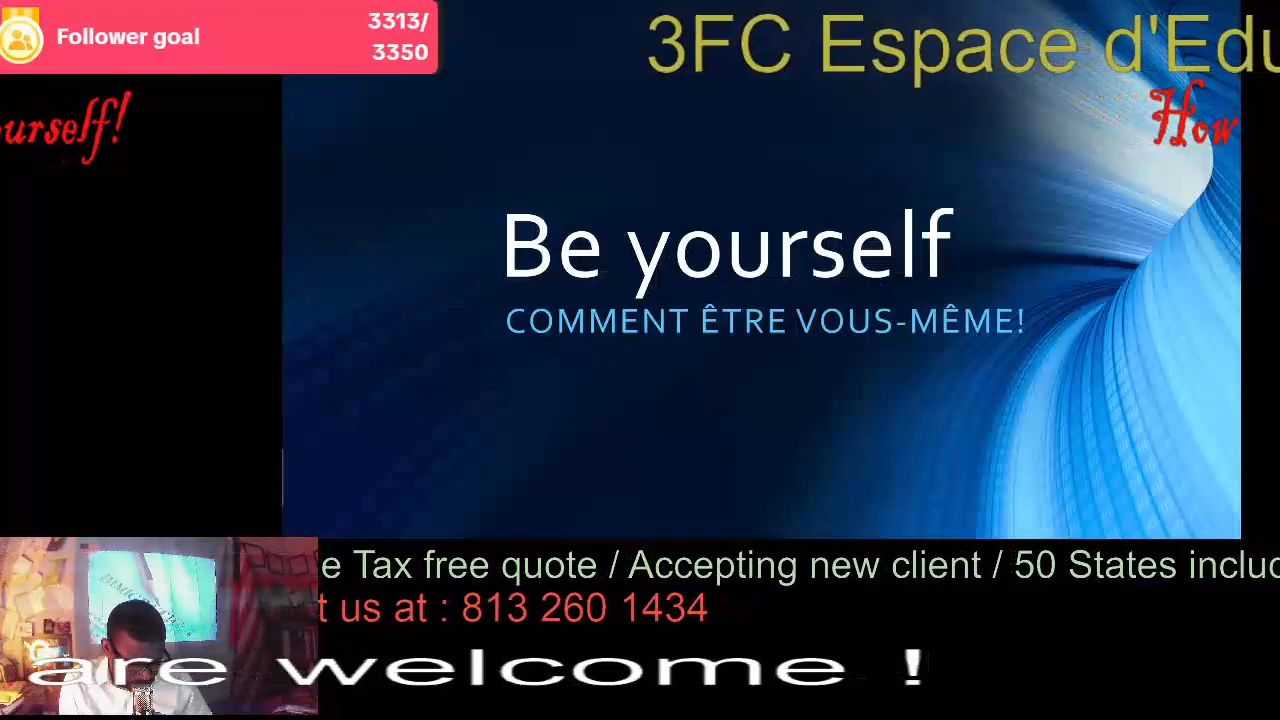 Follower goal
3313/
3350
3FC Espace d'Edu
ourself!
How
Be yourself
COMMENT ÊTRE VOUS-MÊME!
e Tax free quote / Accepting new client / 50 States includ
t us at : 813 260 1434
are welcome !